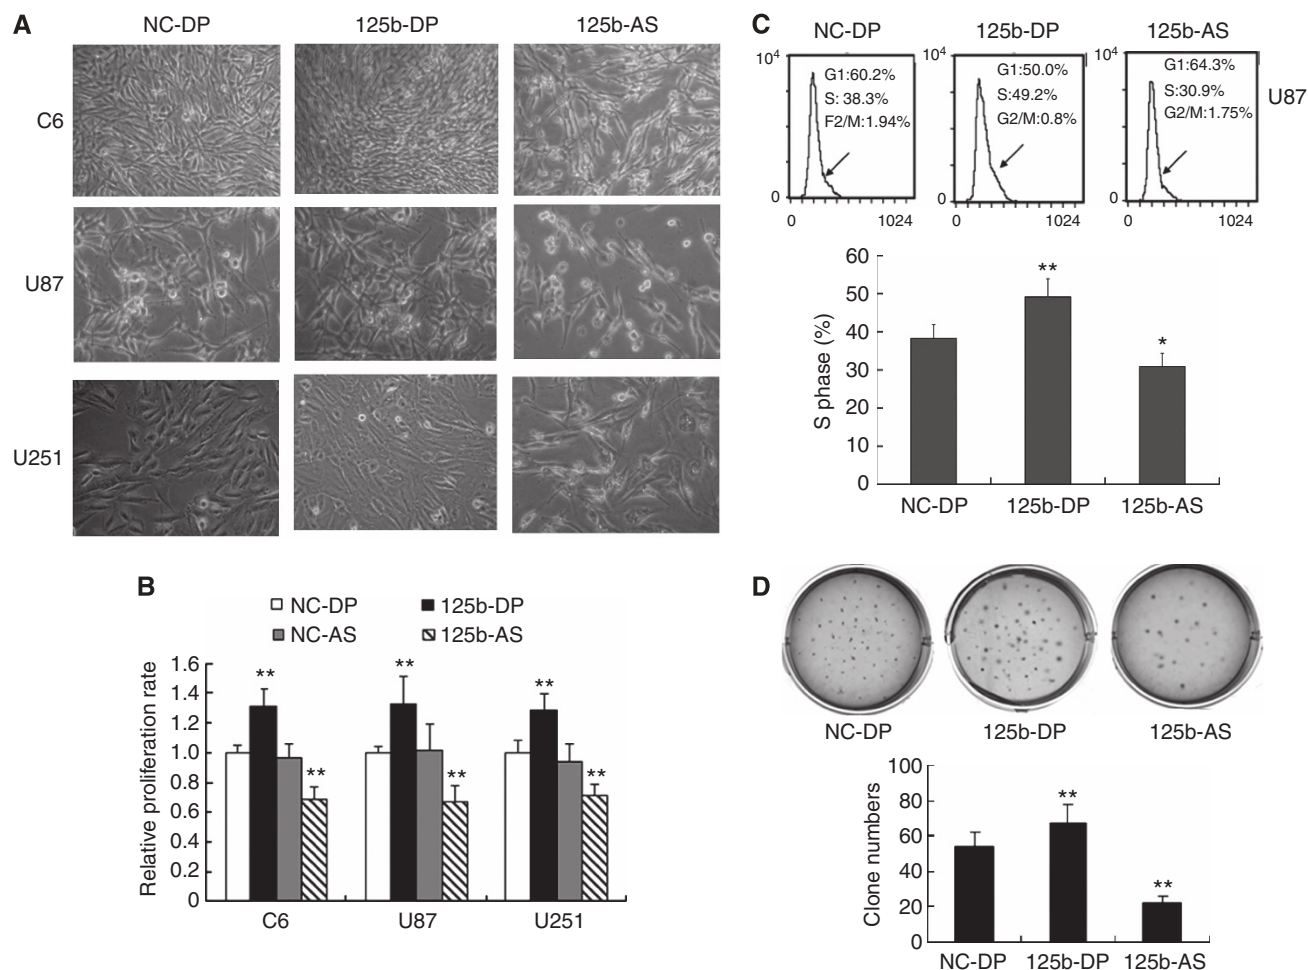 A
NC-DP
125b-DP
125b-AS
C6
U87
U251
B
NC-DP
125b-DP
NC-AS
125b-AS
Relative proliferation rate
1.6
1.4
1.2
1.0
0.8
0.6
0.4
0.2
0
**
**
**
**
**
**
C6
U87
U251
C
NC-DP
125b-DP
125b-AS
104
G1:60.2%
S: 38.3%
F2/M:1.94%
0
0
1024
104
G1:50.0%
S:49.2%
G2/M:0.8%
0
0
1024
104
G1:64.3%
S:30.9%
G2/M:1.75%
0
0
1024
U87
S phase (%)
60
50
40
30
20
10
0
**
*
NC-DP
125b-DP
125b-AS
D
NC-DP
125b-DP
125b-AS
Clone numbers
100
80
60
40
20
0
**
**
NC-DP
125b-DP
125b-AS